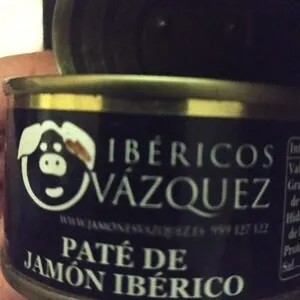 IBÉRICOS
VÁZQUEZ
WWW.JAMONESVAZQUEZ.ES 959 127 122
PATÉ DE
JAMÓN IBÉRICO